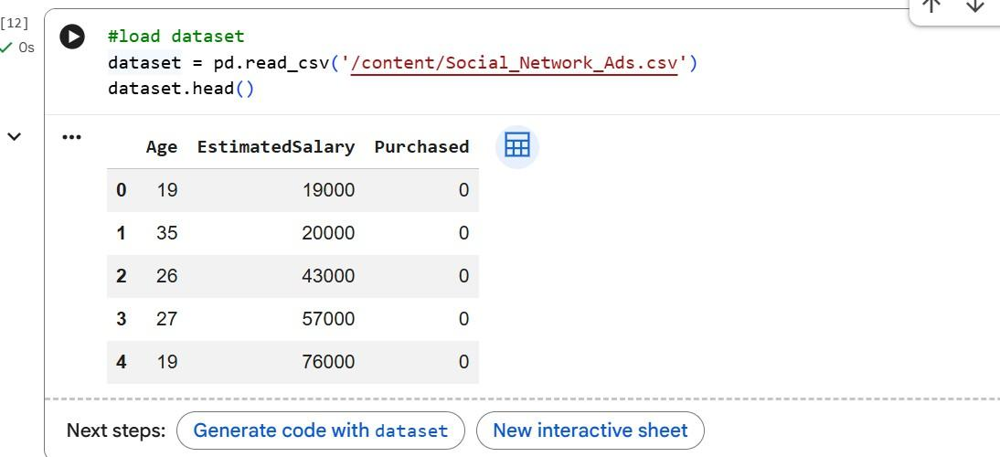 [12]
0s
#load dataset
dataset = pd.read_csv('/content/Social_Network_Ads.csv')
dataset.head()
Age EstimatedSalary Purchased
0 19 19000 0
1 35 20000 0
2 26 43000 0
3 27 57000 0
4 19 76000 0
Next steps: Generate code with dataset New interactive sheet